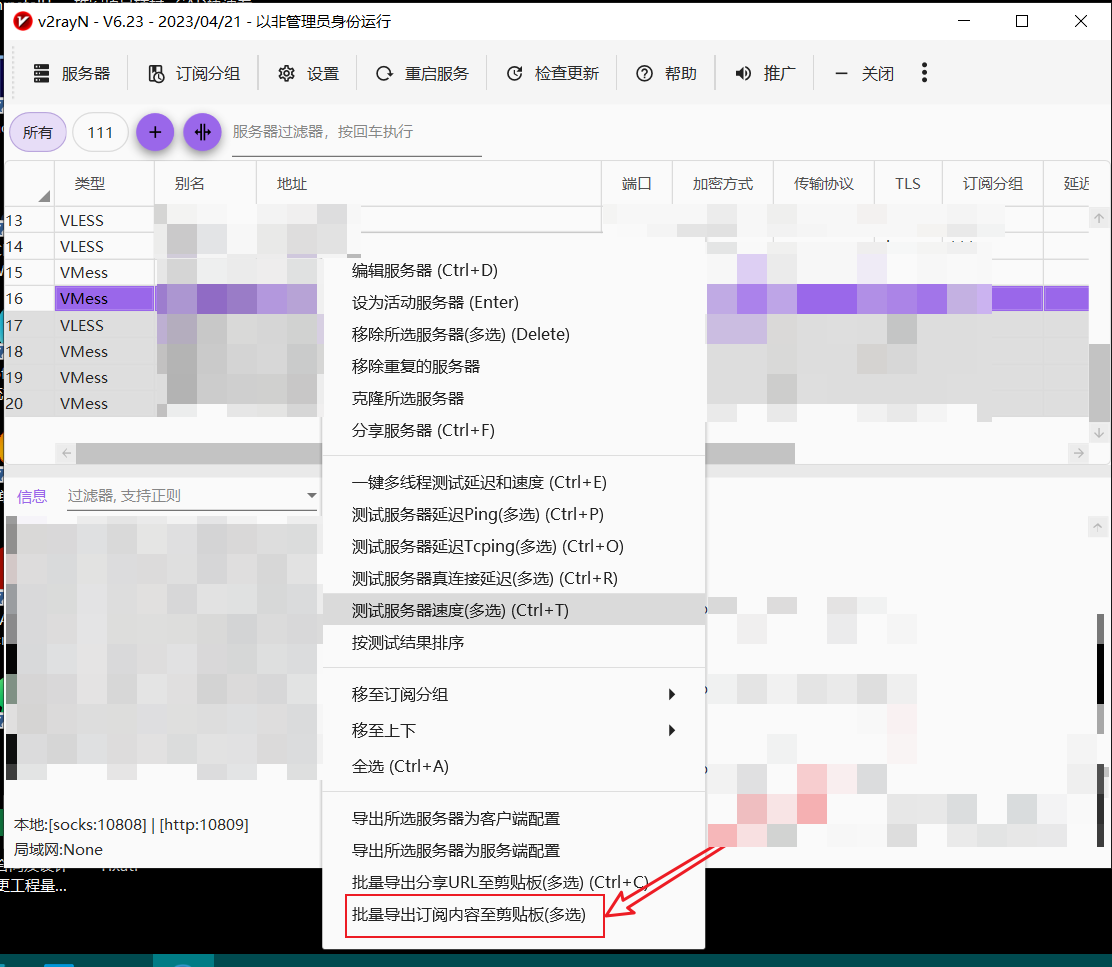 v2rayN - V6.23 - 2023/04/21 - 以非管理员身份运行
服务器 订阅分组 设置 重启服务 检查更新 帮助 推广 关闭
所有 111 服务器过滤器，按回车执行
类型 别名 地址 端口 加密方式 传输协议 TLS 订阅分组 延迟
13 VLESS
14 VLESS
15 VMess
16 VMess
17 VLESS
18 VMess
19 VMess
20 VMess
编辑服务器 (Ctrl+D)
设为活动服务器 (Enter)
移除所选服务器(多选) (Delete)
移除重复的服务器
克隆所选服务器
分享服务器 (Ctrl+F)
一键多线程测试延迟和速度 (Ctrl+E)
测试服务器延迟Ping(多选) (Ctrl+P)
测试服务器延迟Tcping(多选) (Ctrl+O)
测试服务器真连接延迟(多选) (Ctrl+R)
测试服务器速度(多选) (Ctrl+T)
按测试结果排序
移至订阅分组
移至上下
全选 (Ctrl+A)
导出所选服务器为客户端配置
导出所选服务器为服务端配置
批量导出分享URL至剪贴板(多选) (Ctrl+C)
批量导出订阅内容至剪贴板(多选)
信息 过滤器, 支持正则
本地:[socks:10808] | [http:10809]
局域网:None
更工程量...